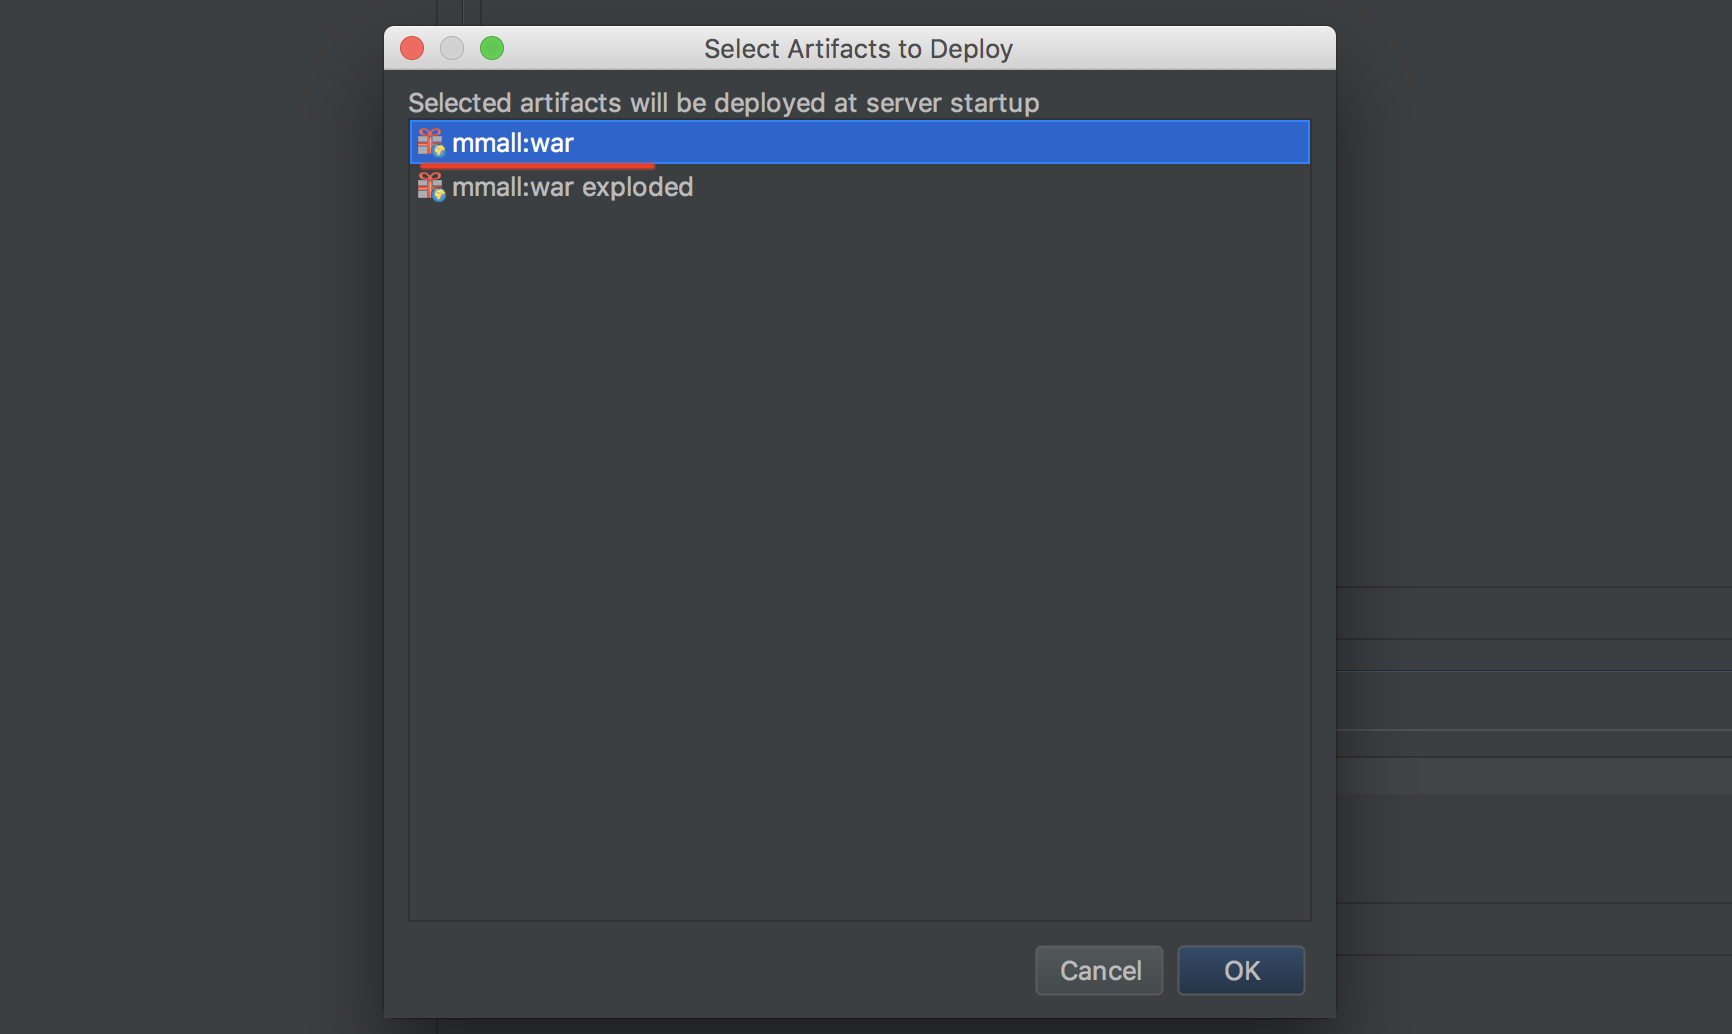 Select Artifacts to Deploy
Selected artifacts will be deployed at server startup
mmall:war
mmall:war exploded
Cancel
OK